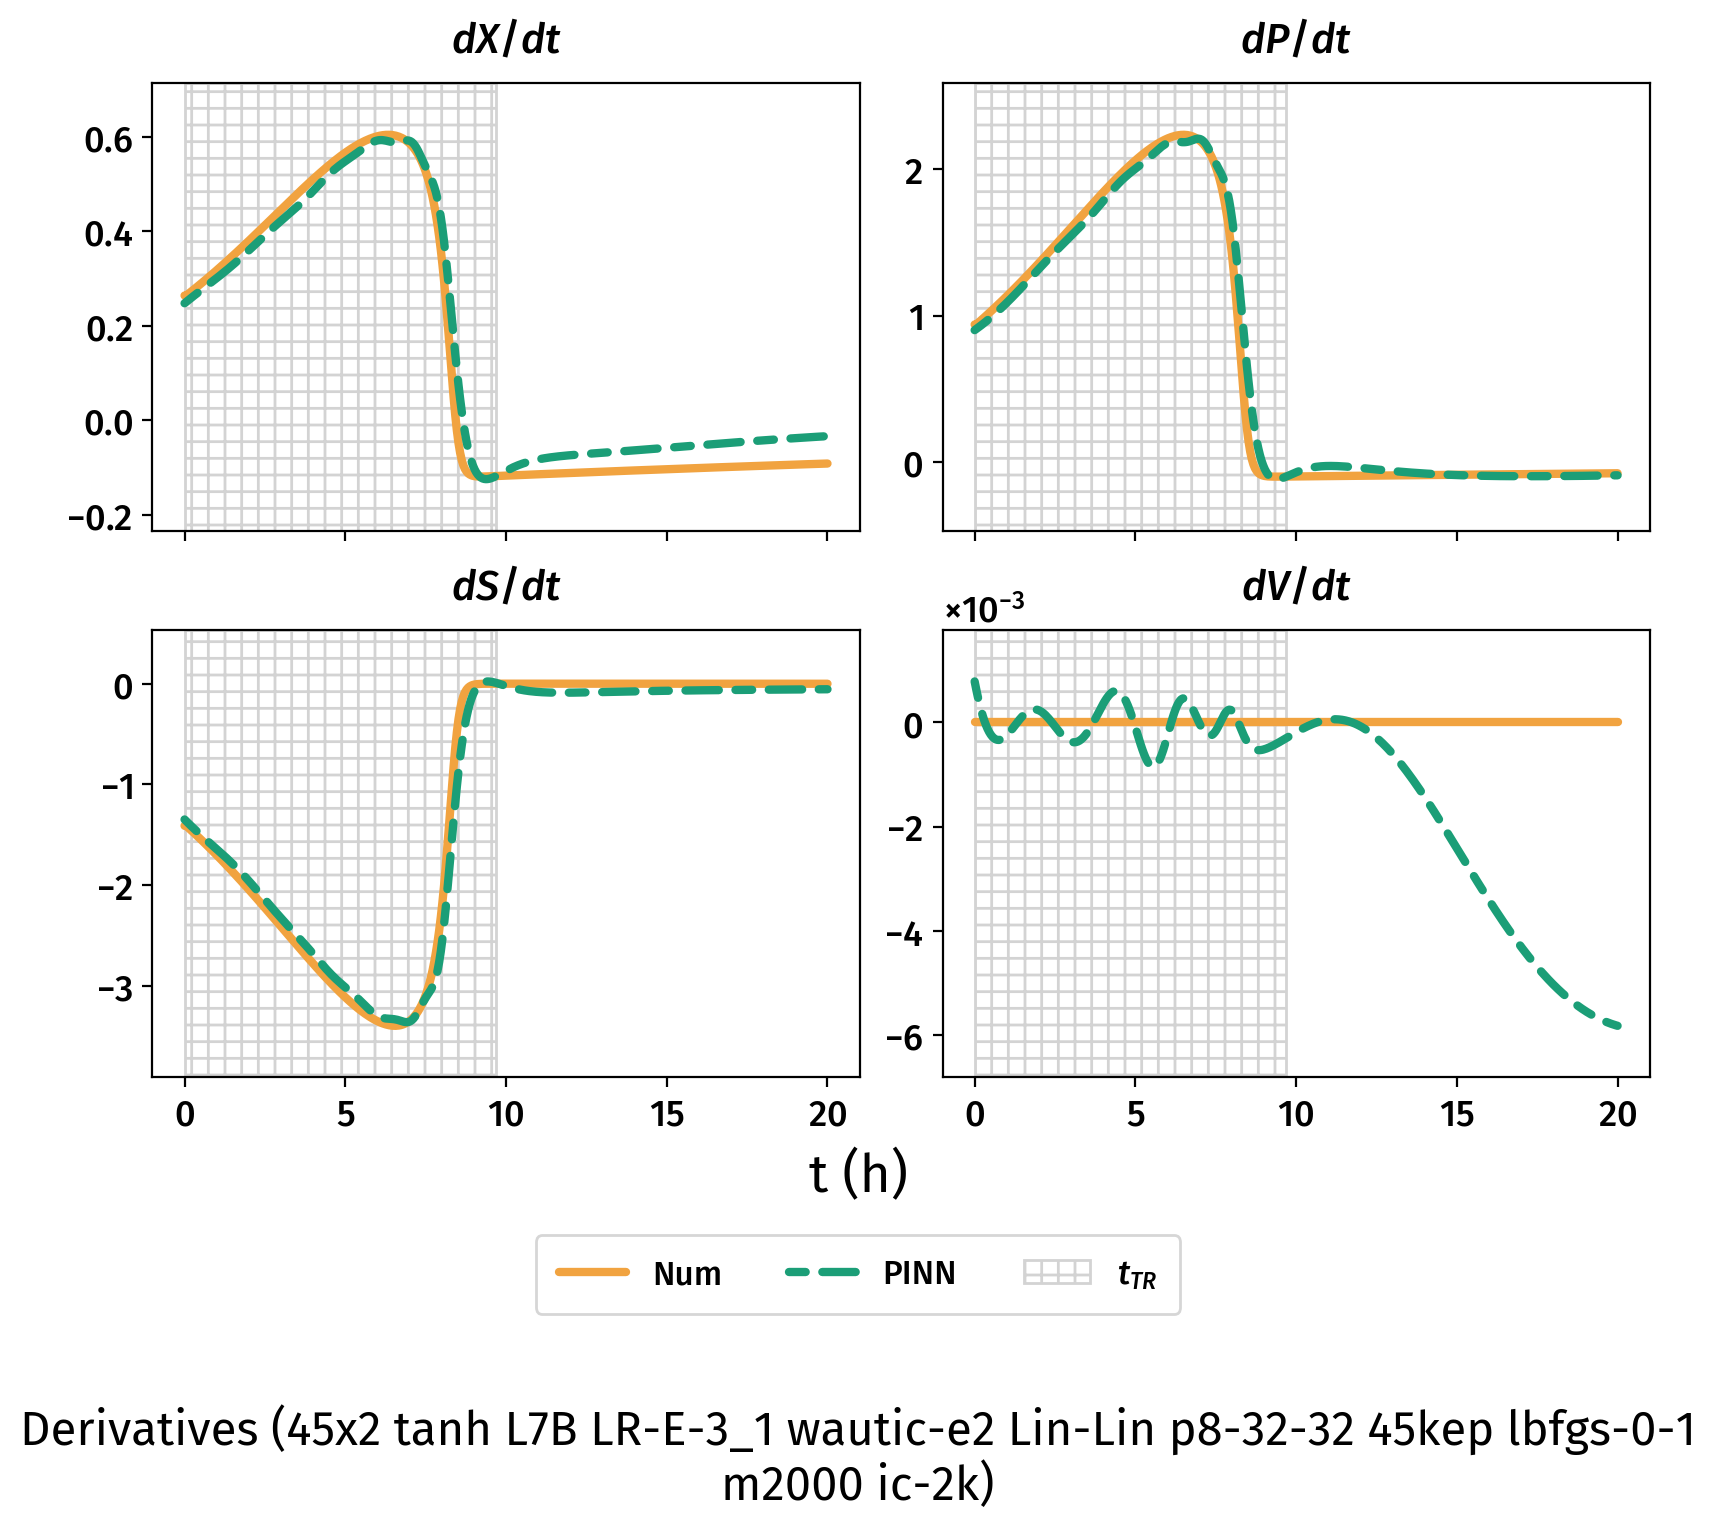 dX/dt
dP/dt
0.6
0.4
0.2
0.0
−0.2
2
1
0
dS/dt
dV/dt
×10⁻³
0
−1
−2
−3
0
−2
−4
−6
0 5 10 15 20
0 5 10 15 20
t (h)
Num PINN t_TR
Derivatives (45x2 tanh L7B LR-E-3_1 wautic-e2 Lin-Lin p8-32-32 45kep lbfgs-0-1
m2000 ic-2k)